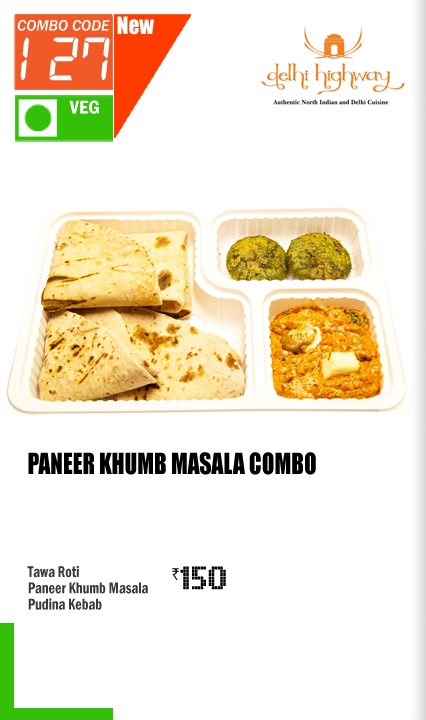 COMBO CODE
127
New
VEG
delhi highway
Authentic North Indian and Delhi Cuisine
PANEER KHUMB MASALA COMBO
Tawa Roti
Paneer Khumb Masala
Pudina Kebab
₹150